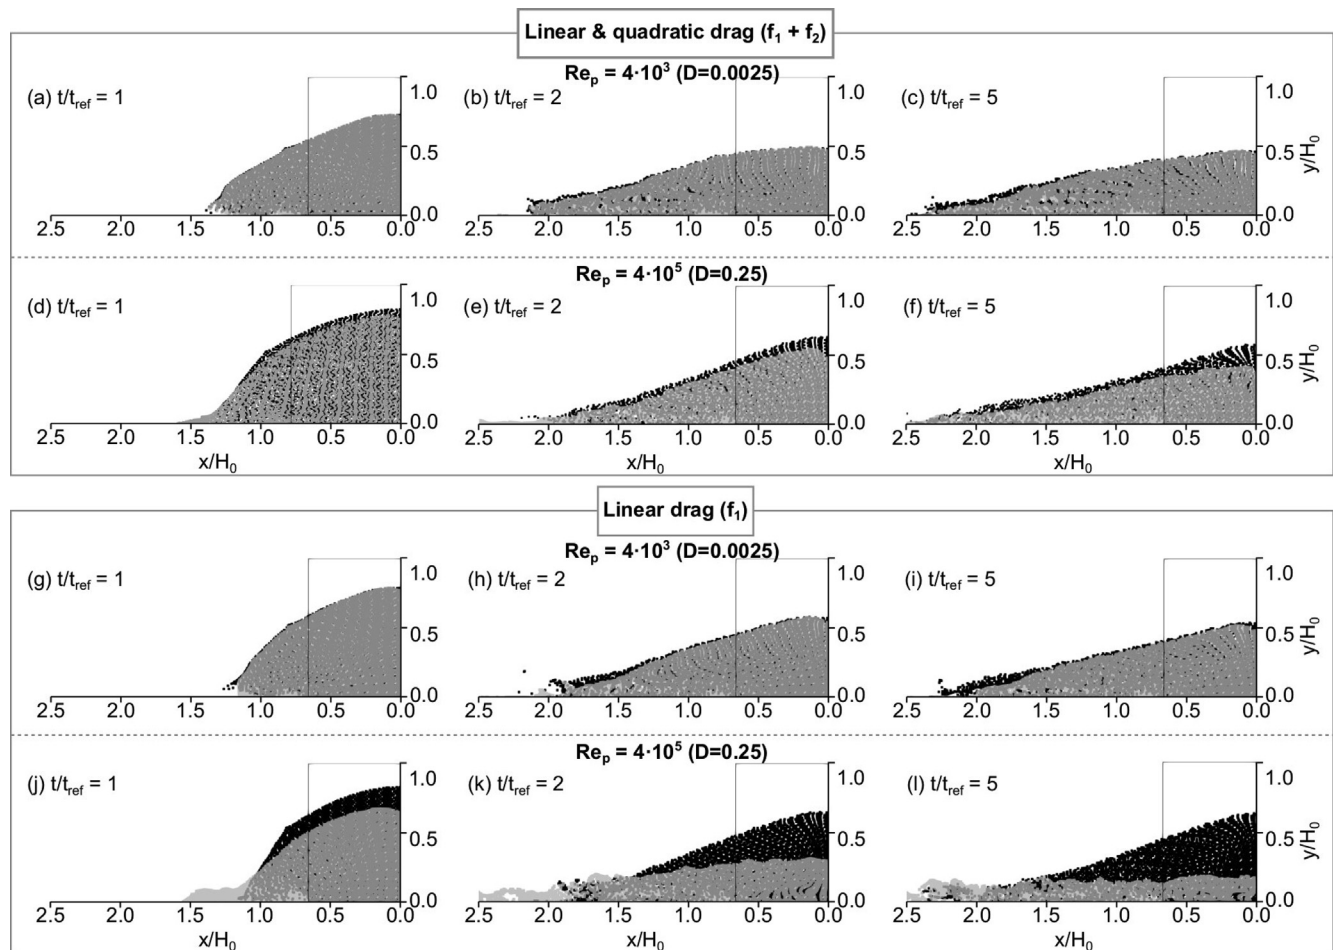 Linear & quadratic drag (f₁ + f₂)
Reₚ = 4·10³ (D=0.0025)
(a) t/t_ref = 1
(b) t/t_ref = 2
(c) t/t_ref = 5
1.0
0.5
0.0
1.0
0.5
0.0
1.0
0.5
0.0
y/H₀
2.5 2.0 1.5 1.0 0.5 0.0
2.5 2.0 1.5 1.0 0.5 0.0
2.5 2.0 1.5 1.0 0.5 0.0
Reₚ = 4·10⁵ (D=0.25)
(d) t/t_ref = 1
(e) t/t_ref = 2
(f) t/t_ref = 5
1.0
0.5
0.0
1.0
0.5
0.0
1.0
0.5
0.0
y/H₀
2.5 2.0 1.5 1.0 0.5 0.0
2.5 2.0 1.5 1.0 0.5 0.0
2.5 2.0 1.5 1.0 0.5 0.0
x/H₀
x/H₀
x/H₀
Linear drag (f₁)
Reₚ = 4·10³ (D=0.0025)
(g) t/t_ref = 1
(h) t/t_ref = 2
(i) t/t_ref = 5
1.0
0.5
0.0
1.0
0.5
0.0
1.0
0.5
0.0
y/H₀
2.5 2.0 1.5 1.0 0.5 0.0
2.5 2.0 1.5 1.0 0.5 0.0
2.5 2.0 1.5 1.0 0.5 0.0
Reₚ = 4·10⁵ (D=0.25)
(j) t/t_ref = 1
(k) t/t_ref = 2
(l) t/t_ref = 5
1.0
0.5
0.0
1.0
0.5
0.0
1.0
0.5
0.0
y/H₀
2.5 2.0 1.5 1.0 0.5 0.0
2.5 2.0 1.5 1.0 0.5 0.0
2.5 2.0 1.5 1.0 0.5 0.0
x/H₀
x/H₀
x/H₀